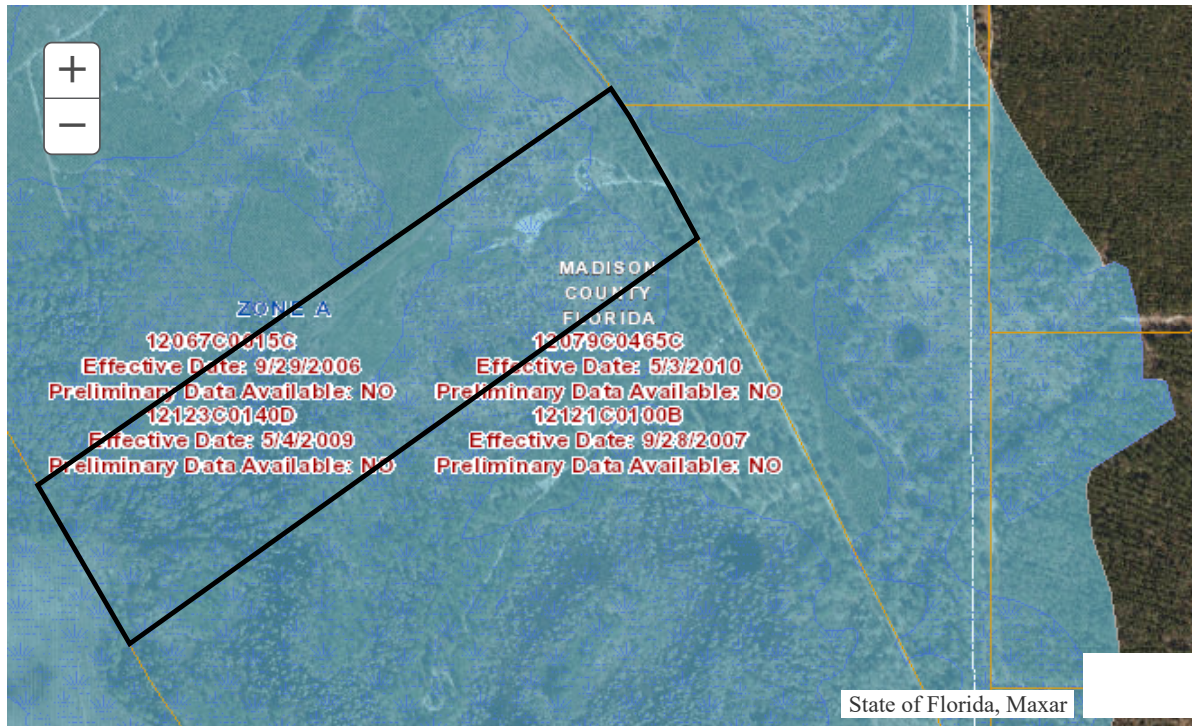 +
−
MADISON
COUNTY
FLORIDA
ZONE A
12067C0615C
Effective Date: 9/29/2006
Preliminary Data Available: NO
12123C0140D
Effective Date: 5/4/2009
Preliminary Data Available: NO
12079C0465C
Effective Date: 5/3/2010
Preliminary Data Available: NO
12121C0100B
Effective Date: 9/28/2007
Preliminary Data Available: NO
State of Florida, Maxar